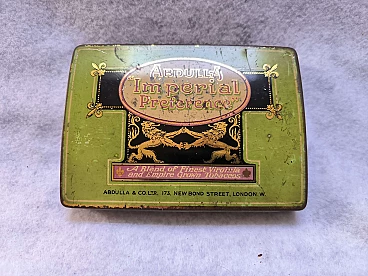 ABDULLA'S
"Imperial
Preference"
A Blend of Finest Virginia
and Empire Grown Tobaccos
ABDULLA & CO LTD. 173, NEW BOND STREET, LONDON. W.